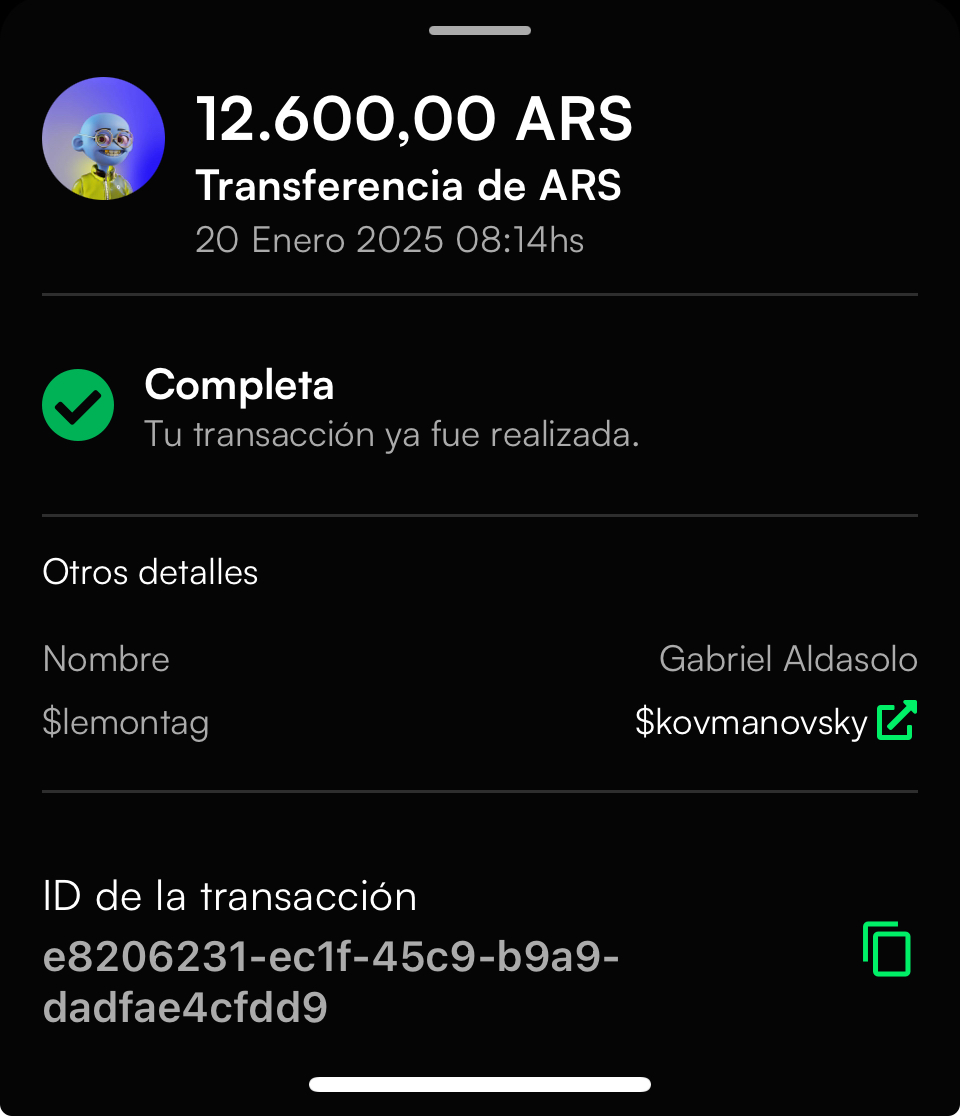 12.600,00 ARS
Transferencia de ARS
20 Enero 2025 08:14hs
Completa
Tu transacción ya fue realizada.
Otros detalles
Nombre Gabriel Aldasolo
$lemontag $kovmanovsky
ID de la transacción
e8206231-ec1f-45c9-b9a9-
dadfae4cfdd9